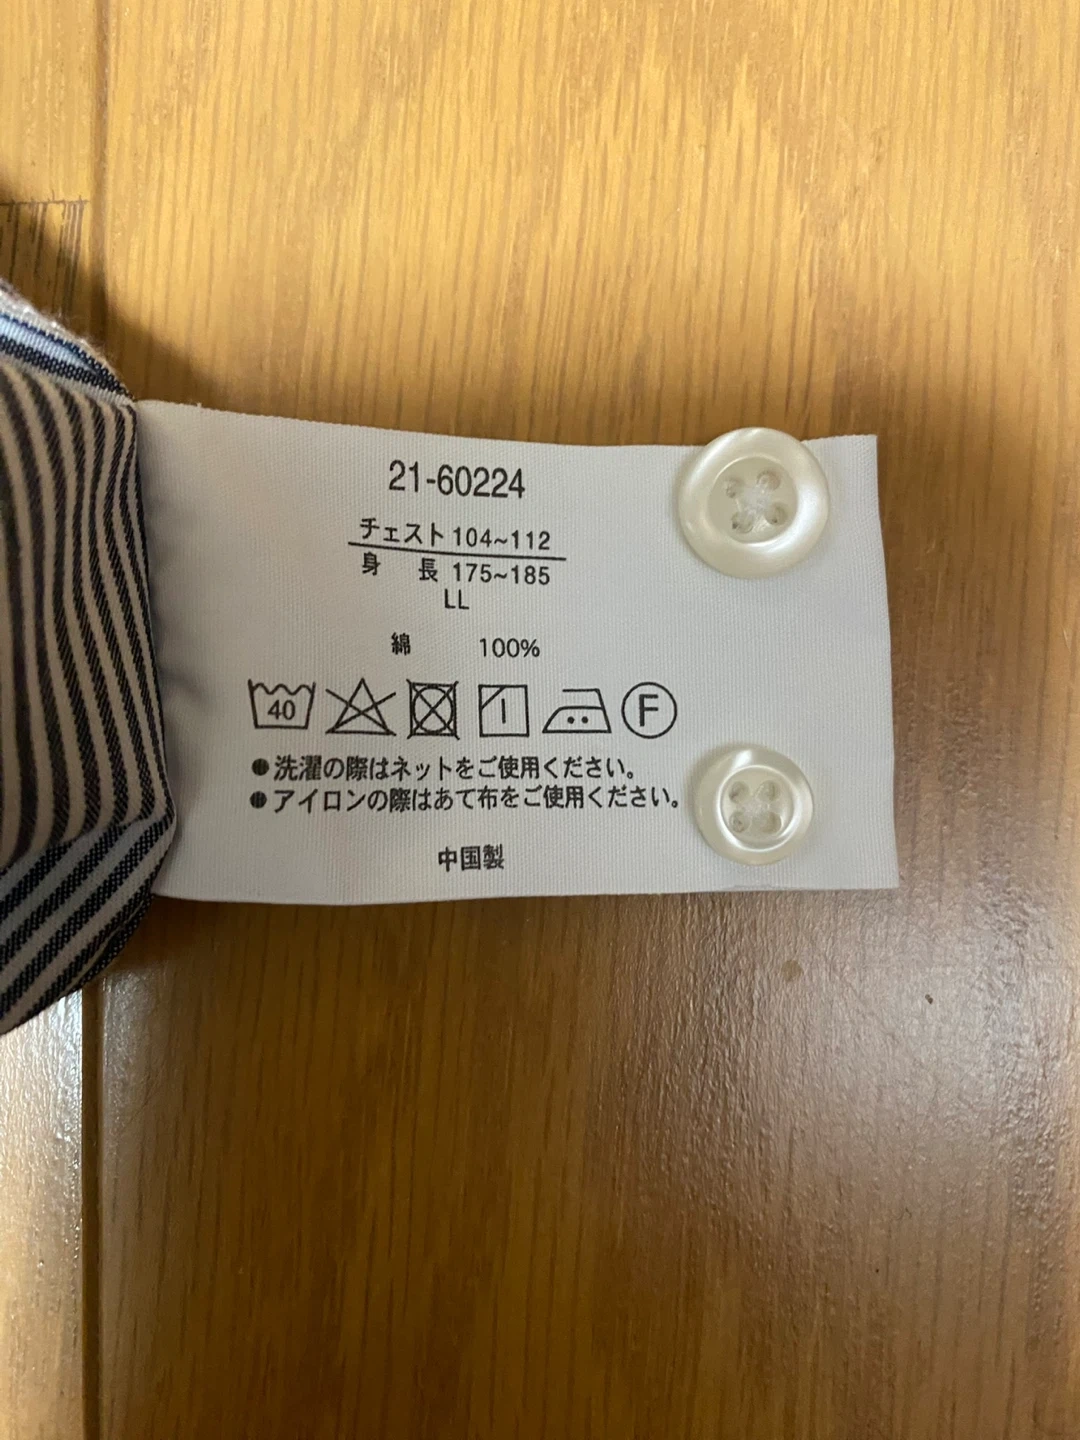 21-60224
チェスト 104~112
身 長 175~185
LL
綿 100%
40 F
●洗濯の際はネットをご使用ください。
●アイロンの際はあて布をご使用ください。
中国製